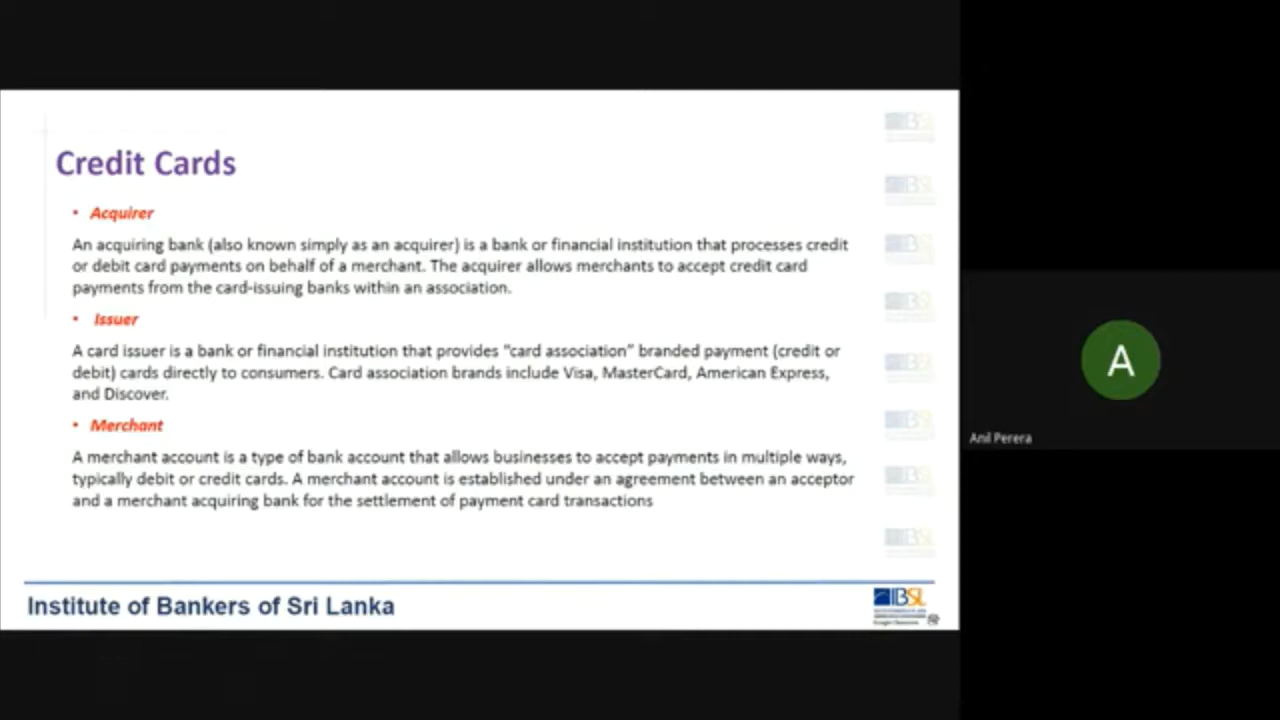 Credit Cards
• Acquirer
An acquiring bank (also known simply as an acquirer) is a bank or financial institution that processes credit
or debit card payments on behalf of a merchant. The acquirer allows merchants to accept credit card
payments from the card-issuing banks within an association.
• Issuer
A card issuer is a bank or financial institution that provides “card association” branded payment (credit or
debit) cards directly to consumers. Card association brands include Visa, MasterCard, American Express,
and Discover.
• Merchant
A merchant account is a type of bank account that allows businesses to accept payments in multiple ways,
typically debit or credit cards. A merchant account is established under an agreement between an acceptor
and a merchant acquiring bank for the settlement of payment card transactions
Institute of Bankers of Sri Lanka
IBSL
A
Anil Perera